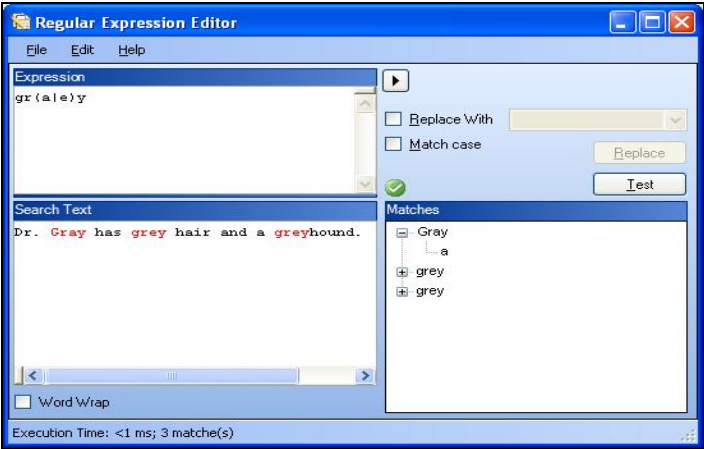 Regular Expression Editor
File Edit Help
Expression
gr(a|e)y
Replace With
Match case
Replace
Test
Search Text
Dr. Gray has grey hair and a greyhound.
Matches
Gray
a
grey
grey
Word Wrap
Execution Time: <1 ms; 3 matche(s)